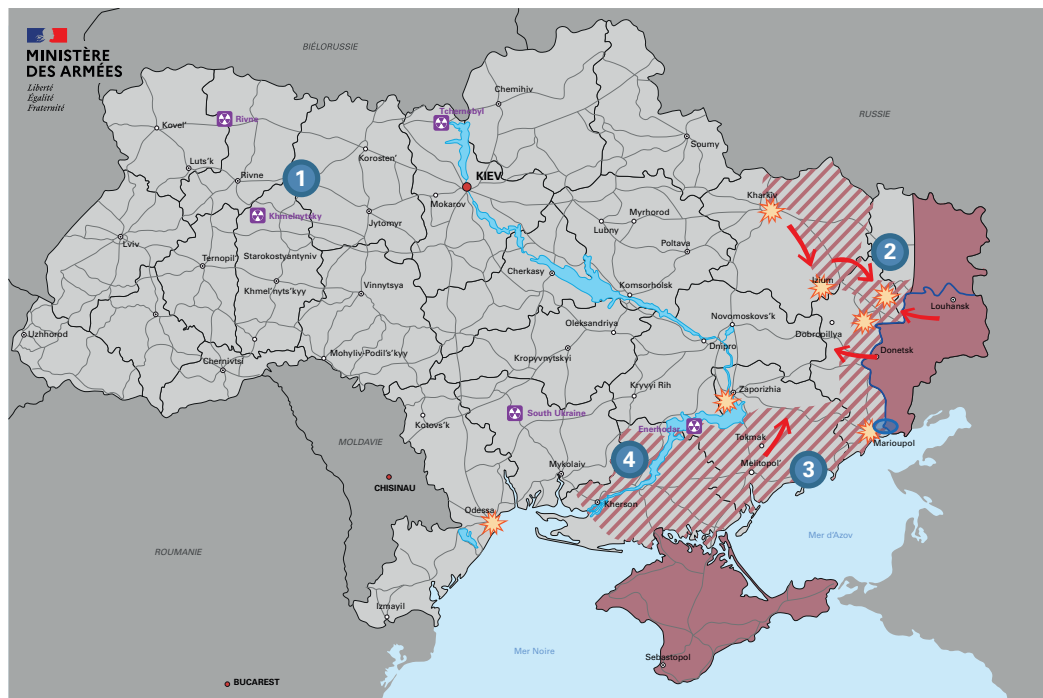 MINISTÈRE
DES ARMÉES
Liberté
Égalité
Fraternité
BIÉLORUSSIE
RUSSIE
Chernihiv
Tchernobyl
Rivne
Kovel'
Soumy
Korosten'
Luts'k
Rivne
1
KIEV
Kharkiv
Mokarov
Khmelnytsky
Jytomyr
Myrhorod
Lubny
Poltava
Lviv
Ternopil'
Starokostyantyniv
2
Cherkasy
Izium
Khmel'nyts'kyy
Vinnytsya
Komsorholsk
Louhansk
Oleksandriya
Novomoskovs'k
Uzhhorod
Dobropillya
Dnipro
Donetsk
Chernivtsi
Mohyliv-Podil's'kyy
Kropyvnytskyi
Kryvyi Rih
Zaporizhia
Kotovs'k
South Ukraine
Enerhodar
Tokmak
Marioupol
MOLDAVIE
4
Mykolaiv
Melitopol'
3
CHISINAU
Kherson
Odessa
Mer d'Azov
ROUMANIE
Izmayil
Mer Noire
Sebastopol
BUCAREST